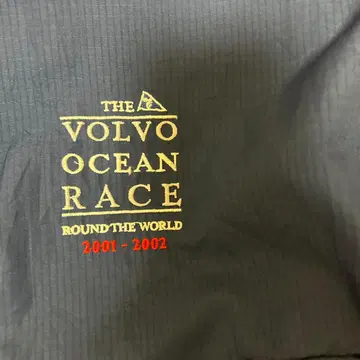 THE
VOLVO
OCEAN
RACE
ROUND THE WORLD
2001 - 2002